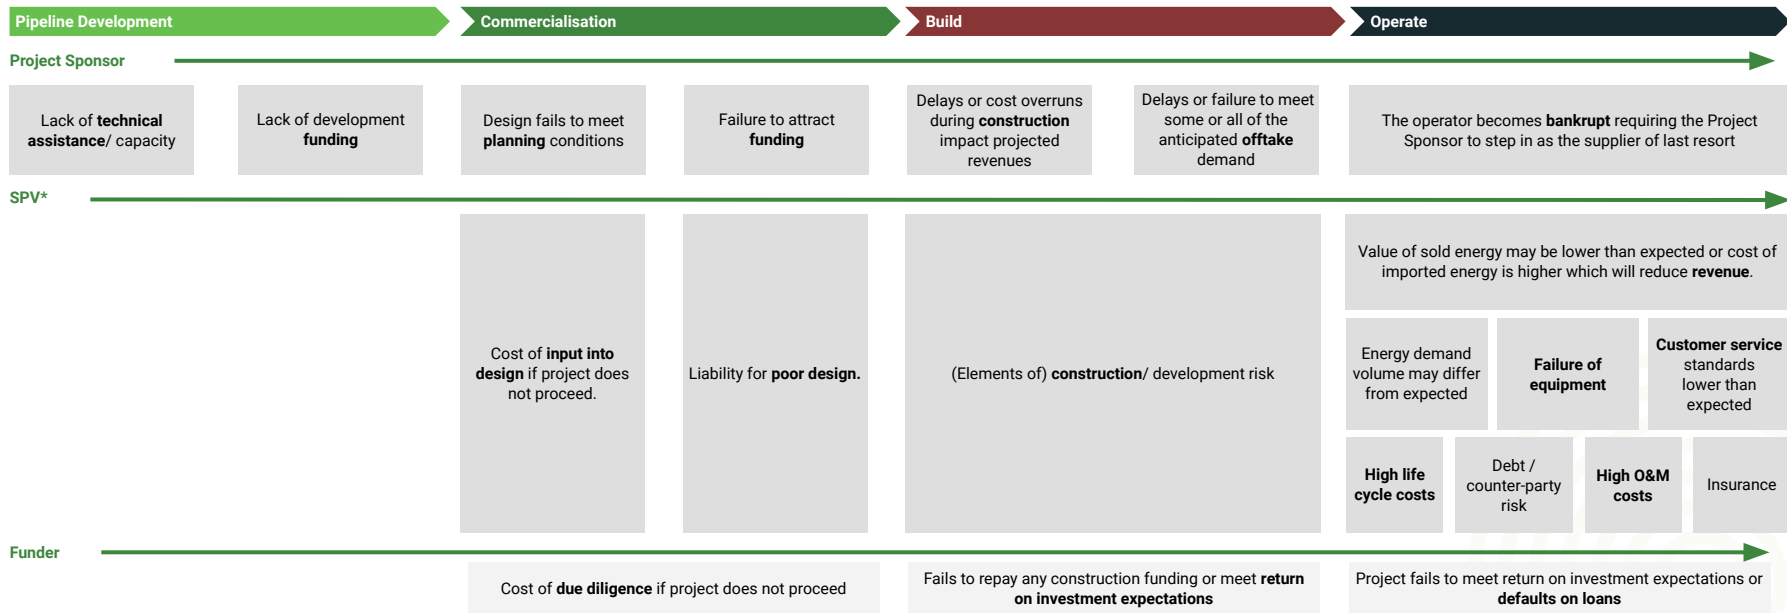 Pipeline Development
Commercialisation
Build
Operate
Project Sponsor
Lack of technical
assistance/ capacity
Lack of development
funding
Design fails to meet
planning conditions
Failure to attract
funding
Delays or cost overruns
during construction
impact projected
revenues
Delays or failure to meet
some or all of the
anticipated offtake
demand
The operator becomes bankrupt requiring the Project
Sponsor to step in as the supplier of last resort
SPV*
Cost of input into
design if project does
not proceed.
Liability for poor design.
(Elements of) construction/ development risk
Value of sold energy may be lower than expected or cost of
imported energy is higher which will reduce revenue.
Energy demand
volume may differ
from expected
Failure of
equipment
Customer service
standards
lower than
expected
High life
cycle costs
Debt /
counter-party
risk
High O&M
costs
Insurance
Funder
Cost of due diligence if project does not proceed
Fails to repay any construction funding or meet return
on investment expectations
Project fails to meet return on investment expectations or
defaults on loans